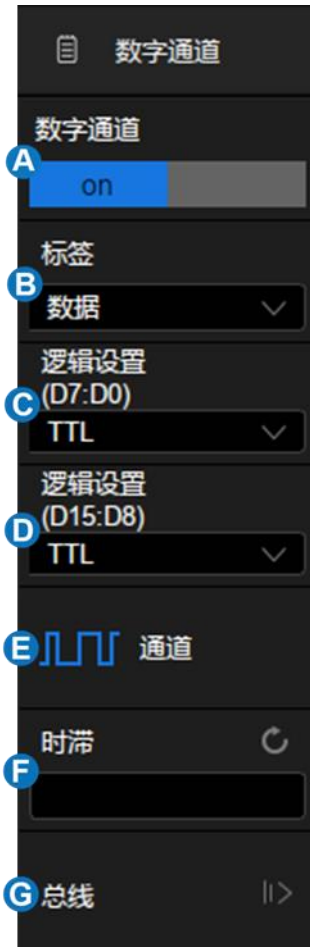 数字通道
数字通道
A
on
标签
B
数据
逻辑设置
(D7:D0)
C
TTL
逻辑设置
(D15:D8)
D
TTL
E
通道
时滞
F
G
总线